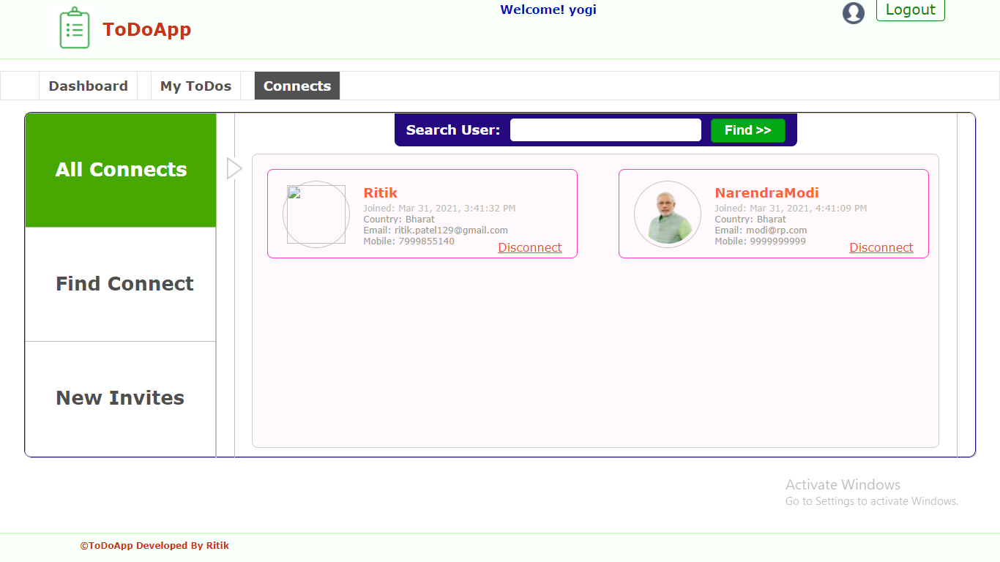 Welcome! yogi
Logout
ToDoApp
Dashboard
My ToDos
Connects
All Connects
Find Connect
New Invites
Search User:
Find >>
Ritik
Joined: Mar 31, 2021, 3:41:32 PM
Country: Bharat
Email: ritik.patel129@gmail.com
Mobile: 7999855140
Disconnect
NarendraModi
Joined: Mar 31, 2021, 4:41:09 PM
Country: Bharat
Email: modi@rp.com
Mobile: 9999999999
Disconnect
Activate Windows
Go to Settings to activate Windows.
©ToDoApp Developed By Ritik